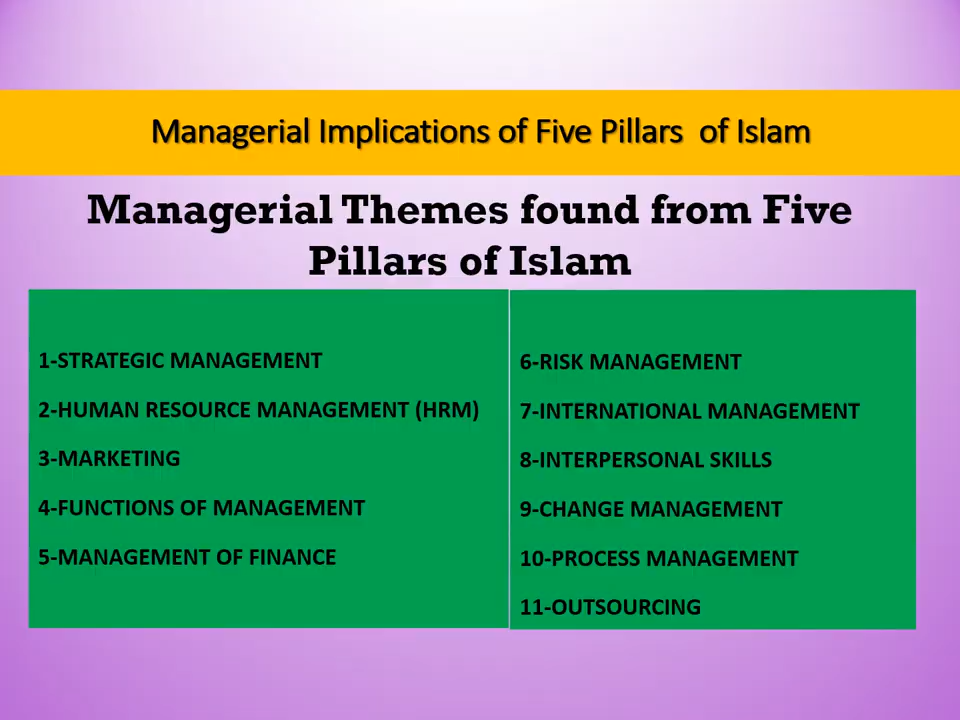 Managerial Implications of Five Pillars of Islam
Managerial Themes found from Five
Pillars of Islam
1-STRATEGIC MANAGEMENT
2-HUMAN RESOURCE MANAGEMENT (HRM)
3-MARKETING
4-FUNCTIONS OF MANAGEMENT
5-MANAGEMENT OF FINANCE
6-RISK MANAGEMENT
7-INTERNATIONAL MANAGEMENT
8-INTERPERSONAL SKILLS
9-CHANGE MANAGEMENT
10-PROCESS MANAGEMENT
11-OUTSOURCING